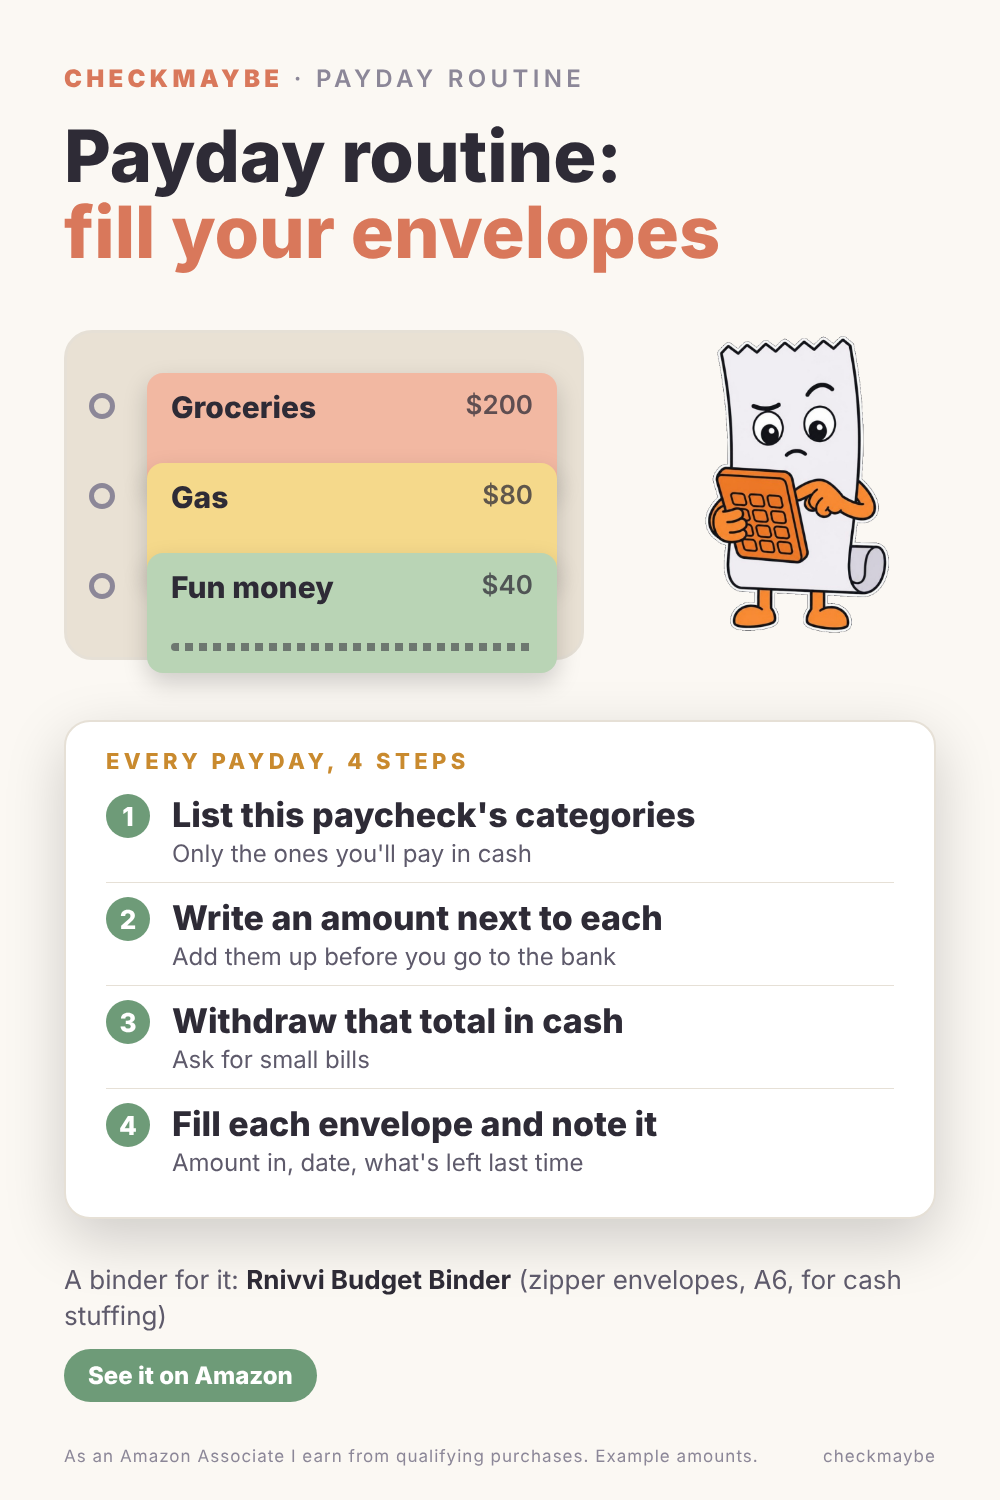 CHECKMAYBE · PAYDAY ROUTINE
Payday routine:
fill your envelopes
Groceries $200
Gas $80
Fun money $40
EVERY PAYDAY, 4 STEPS
1 List this paycheck's categories
Only the ones you'll pay in cash
2 Write an amount next to each
Add them up before you go to the bank
3 Withdraw that total in cash
Ask for small bills
4 Fill each envelope and note it
Amount in, date, what's left last time
A binder for it: Rnivvi Budget Binder (zipper envelopes, A6, for cash
stuffing)
See it on Amazon
As an Amazon Associate I earn from qualifying purchases. Example amounts. checkmaybe